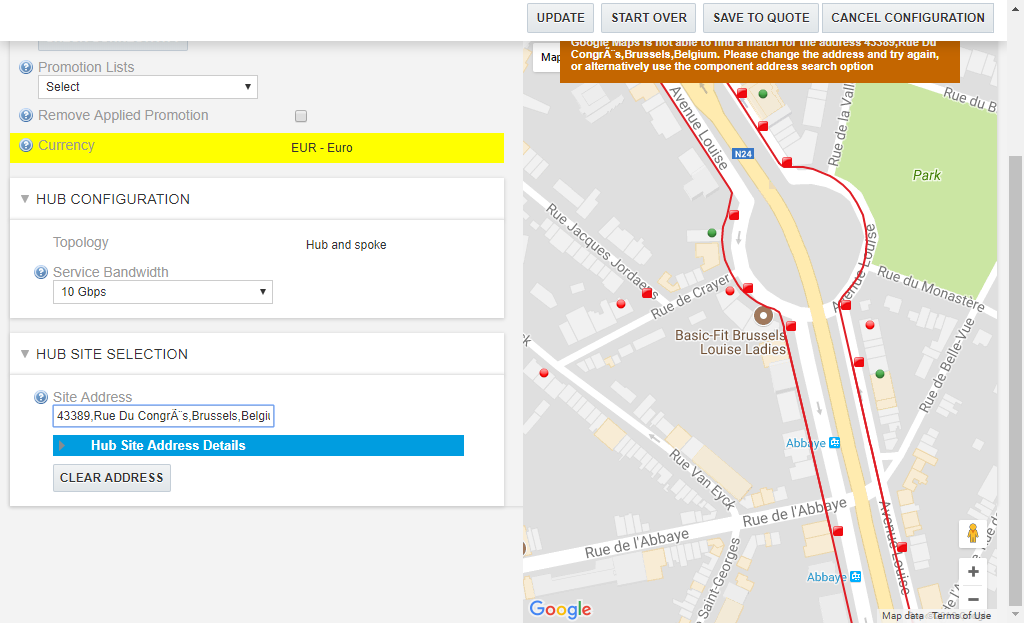 UPDATE
START OVER
SAVE TO QUOTE
CANCEL CONFIGURATION
Promotion Lists
Select
Remove Applied Promotion
Currency
EUR - Euro
HUB CONFIGURATION
Topology
Hub and spoke
Service Bandwidth
10 Gbps
HUB SITE SELECTION
Site Address
43389,Rue Du CongrÃ¨s,Brussels,Belgiu
Hub Site Address Details
CLEAR ADDRESS
Map
Google Maps is not able to find a match for the address 43389,Rue Du
CongrÃ¨s,Brussels,Belgium. Please change the address and try again,
or alternatively use the component address search option
Avenue Louise
N24
Rue de la Vall
Rue du B
Park
Rue Jacques Jordaens
Rue de Crayer
Avenue Louise
Rue du Monastère
Basic-Fit Brussels
Louise Ladies
Rue de Belle-Vue
Abbaye
Rue Van Eyck
Rue de l'Abbaye
Rue de l'Abbaye
Avenue Louise
Saint-Georges
Abbaye
Google
Map data
Terms of Use